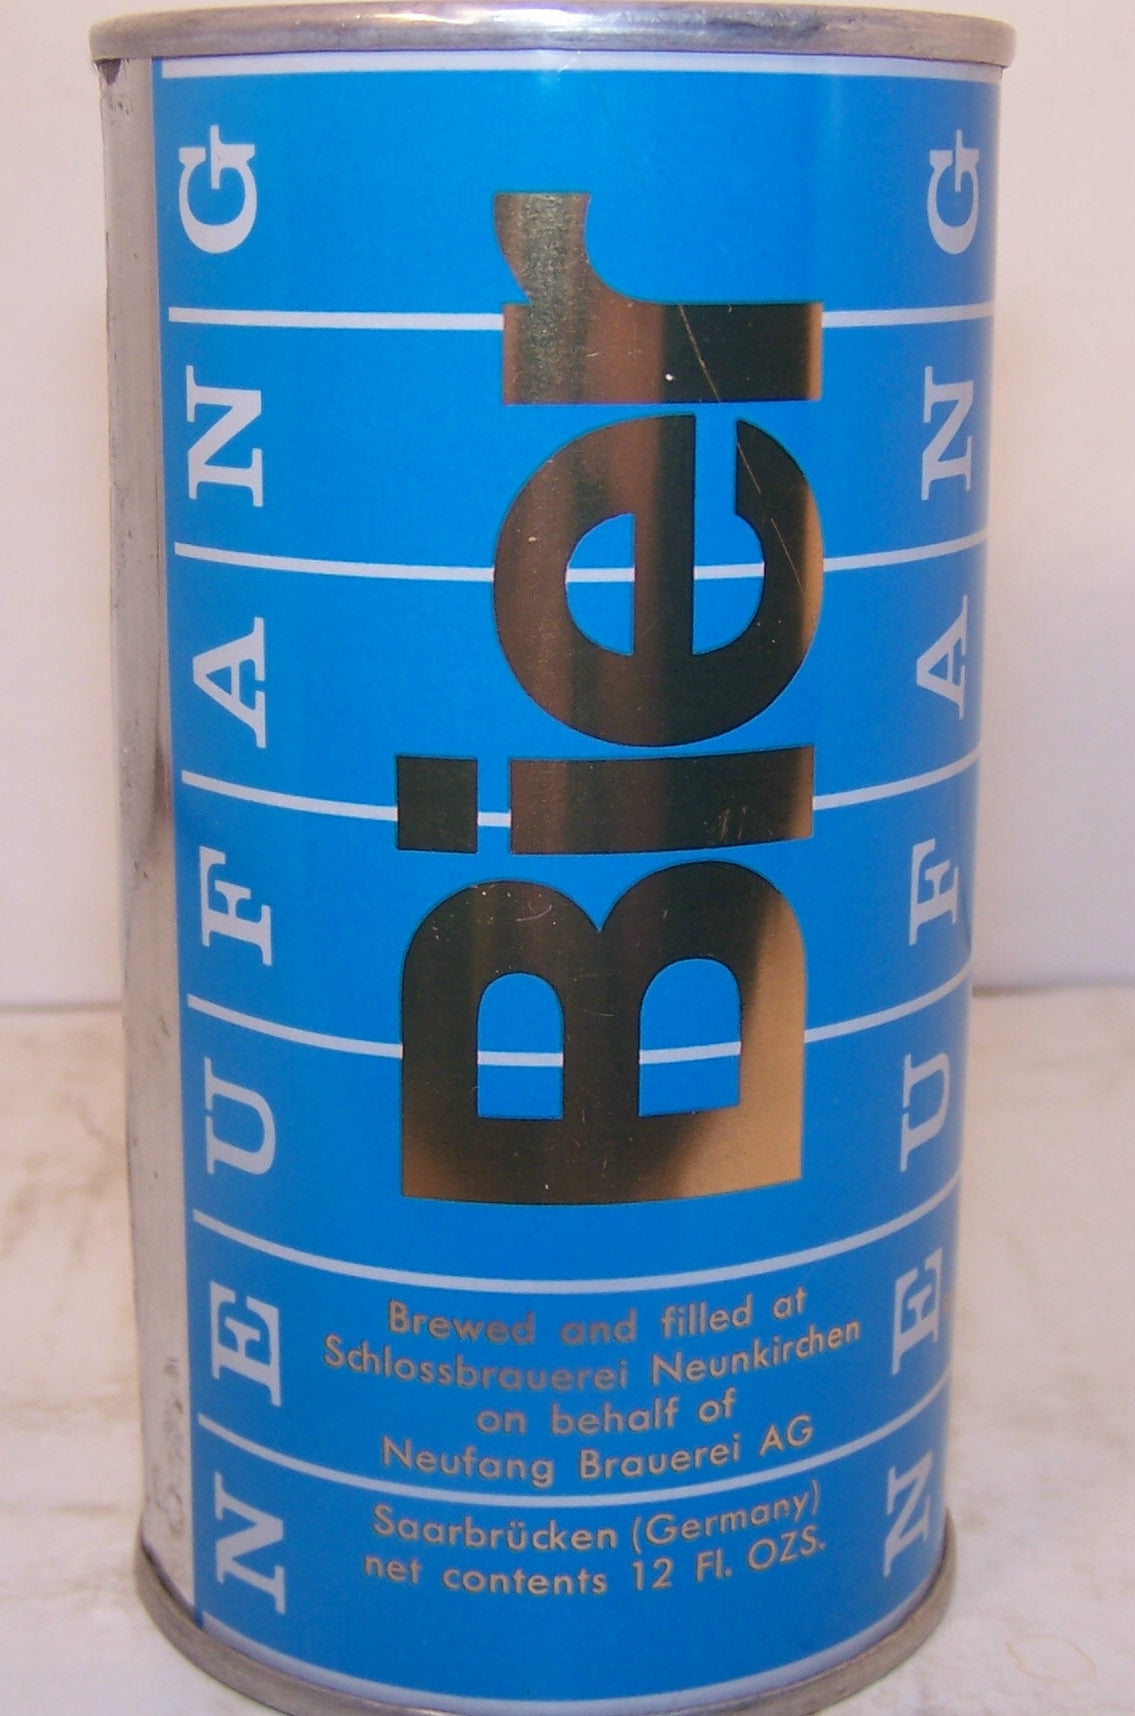 NEUFANG
Bier
NEUFANG
Brewed and filled at
Schlossbrauerei Neunkirchen
on behalf of
Neufang Brauerei AG
Saarbrücken (Germany)
net contents 12 Fl. OZS.